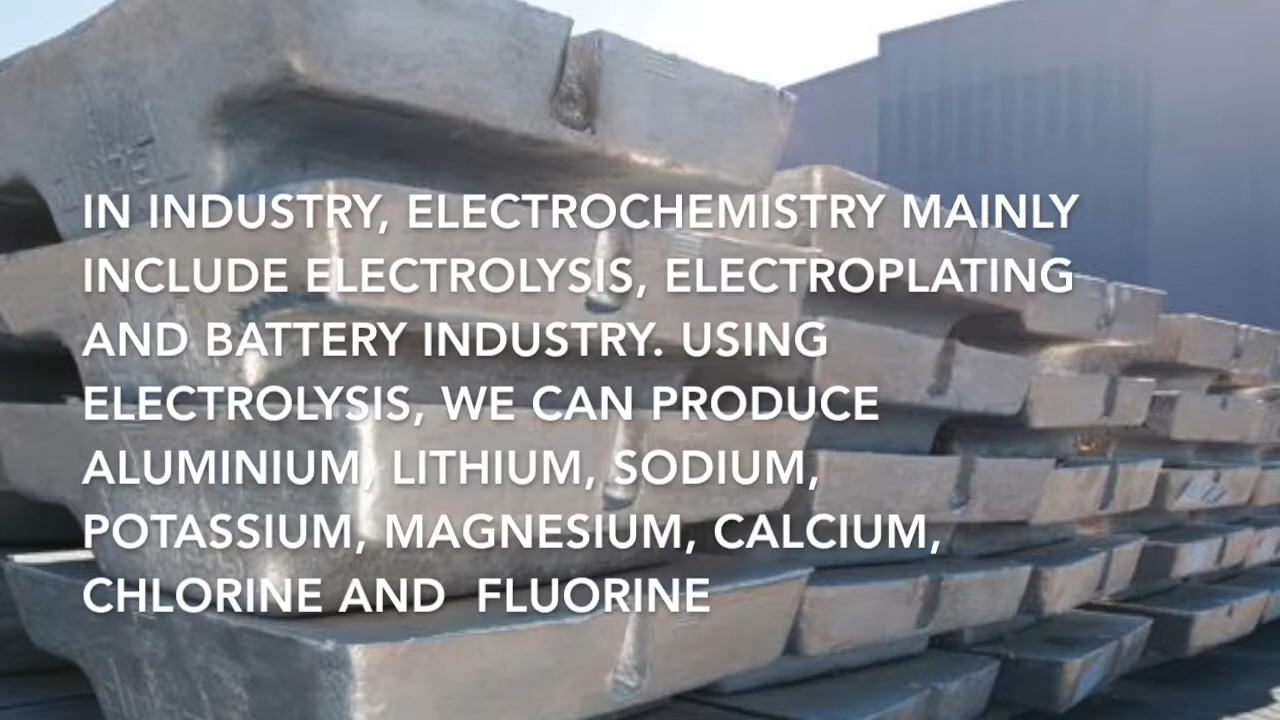 IN INDUSTRY, ELECTROCHEMISTRY MAINLY
INCLUDE ELECTROLYSIS, ELECTROPLATING
AND BATTERY INDUSTRY. USING
ELECTROLYSIS, WE CAN PRODUCE
ALUMINIUM, LITHIUM, SODIUM,
POTASSIUM, MAGNESIUM, CALCIUM,
CHLORINE AND FLUORINE